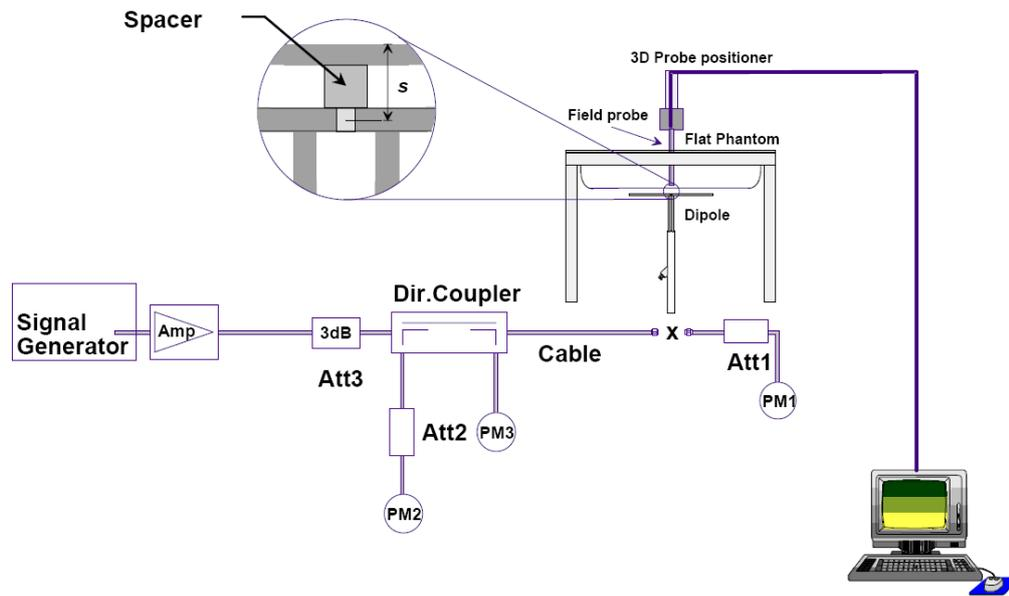 Spacer
s
3D Probe positioner
Field probe
Flat Phantom
Dipole
Dir.Coupler
Signal
Generator
Amp
3dB
Att3
Cable
X
Att1
PM1
Att2
PM3
PM2